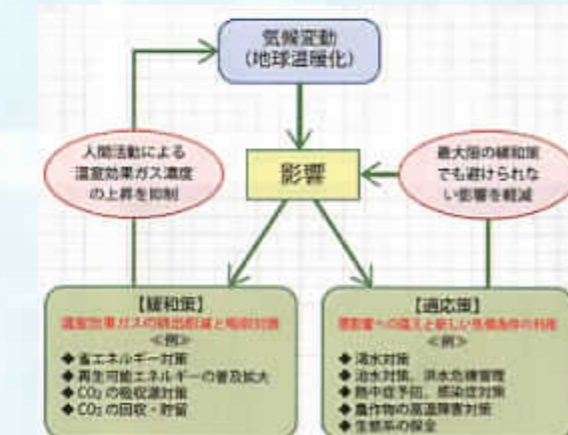 気候変動
（地球温暖化）
人間活動による
温室効果ガス濃度
の上昇を抑制
影響
最大限の緩和策
でも避けられな
い影響を軽減
【緩和策】
温室効果ガスの排出削減と吸収対策
≪例≫
◆ 省エネルギー対策
◆ 再生可能エネルギーの普及拡大
◆ CO₂ の吸収源対策
◆ CO₂ の回収・貯留
【適応策】
悪影響への備えと新しい気候条件の利用
≪例≫
◆ 渇水対策
◆ 治水対策、洪水危機管理
◆ 熱中症予防、感染症対策
◆ 農作物の高温障害対策
◆ 生態系の保全